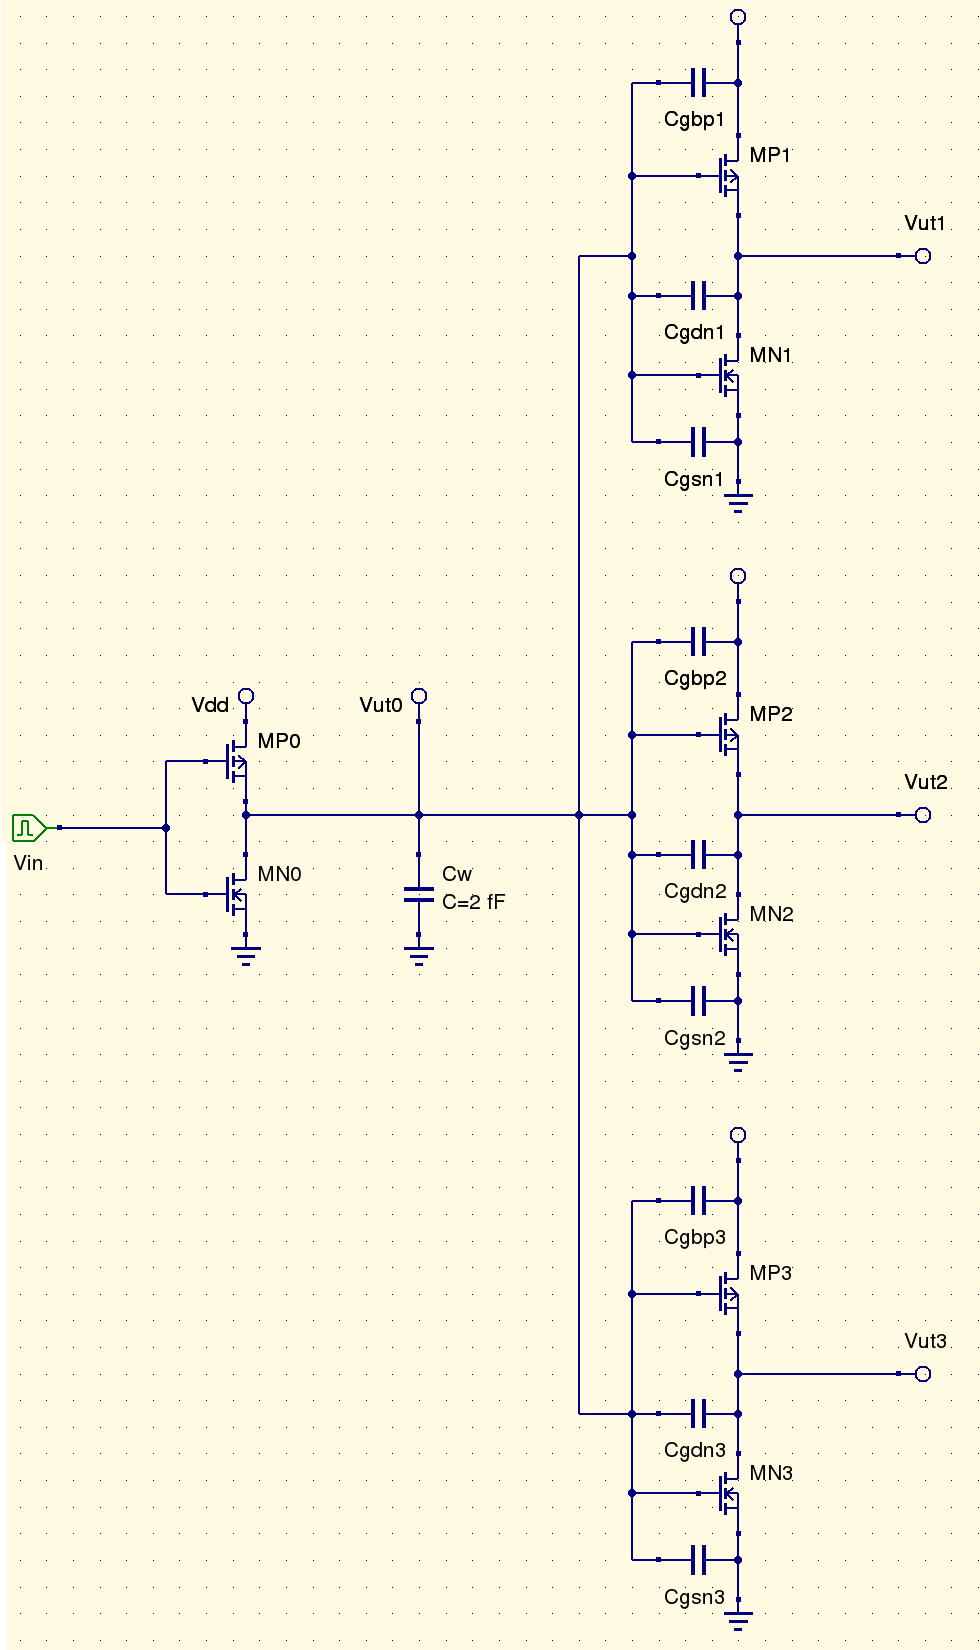 Cgbp1
MP1
Vut1
Cgdn1
MN1
Cgsn1
Cgbp2
MP2
Vdd
Vut0
MP0
Vut2
Vin
MN0
Cw
C=2 fF
Cgdn2
MN2
Cgsn2
Cgbp3
MP3
Vut3
Cgdn3
MN3
Cgsn3